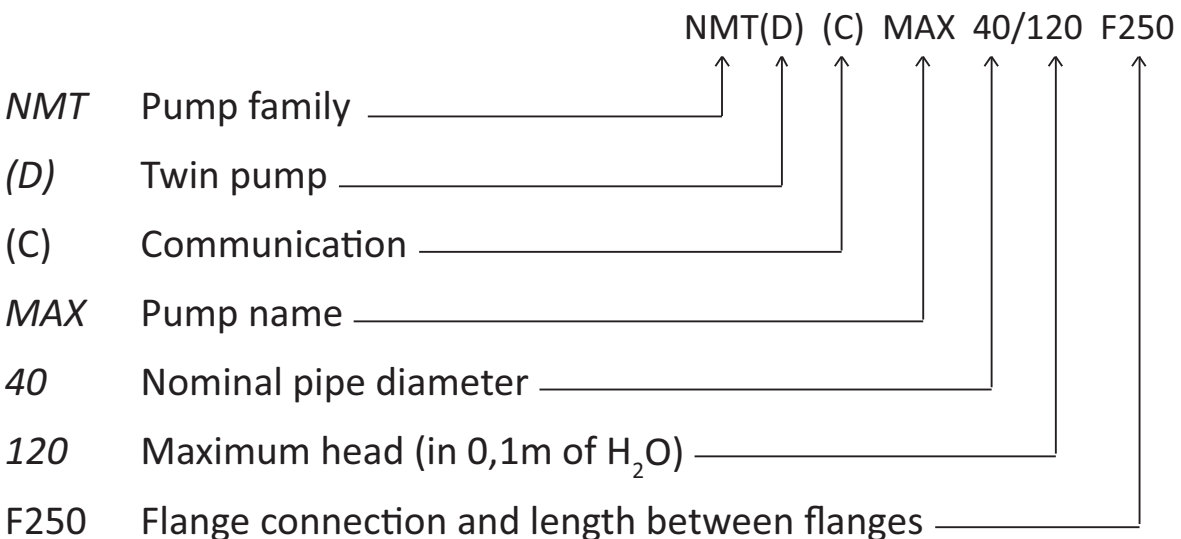 NMT(D) (C) MAX 40/120 F250
NMT Pump family
(D) Twin pump
(C) Communication
MAX Pump name
40 Nominal pipe diameter
120 Maximum head (in 0,1m of H₂O)
F250 Flange connection and length between flanges